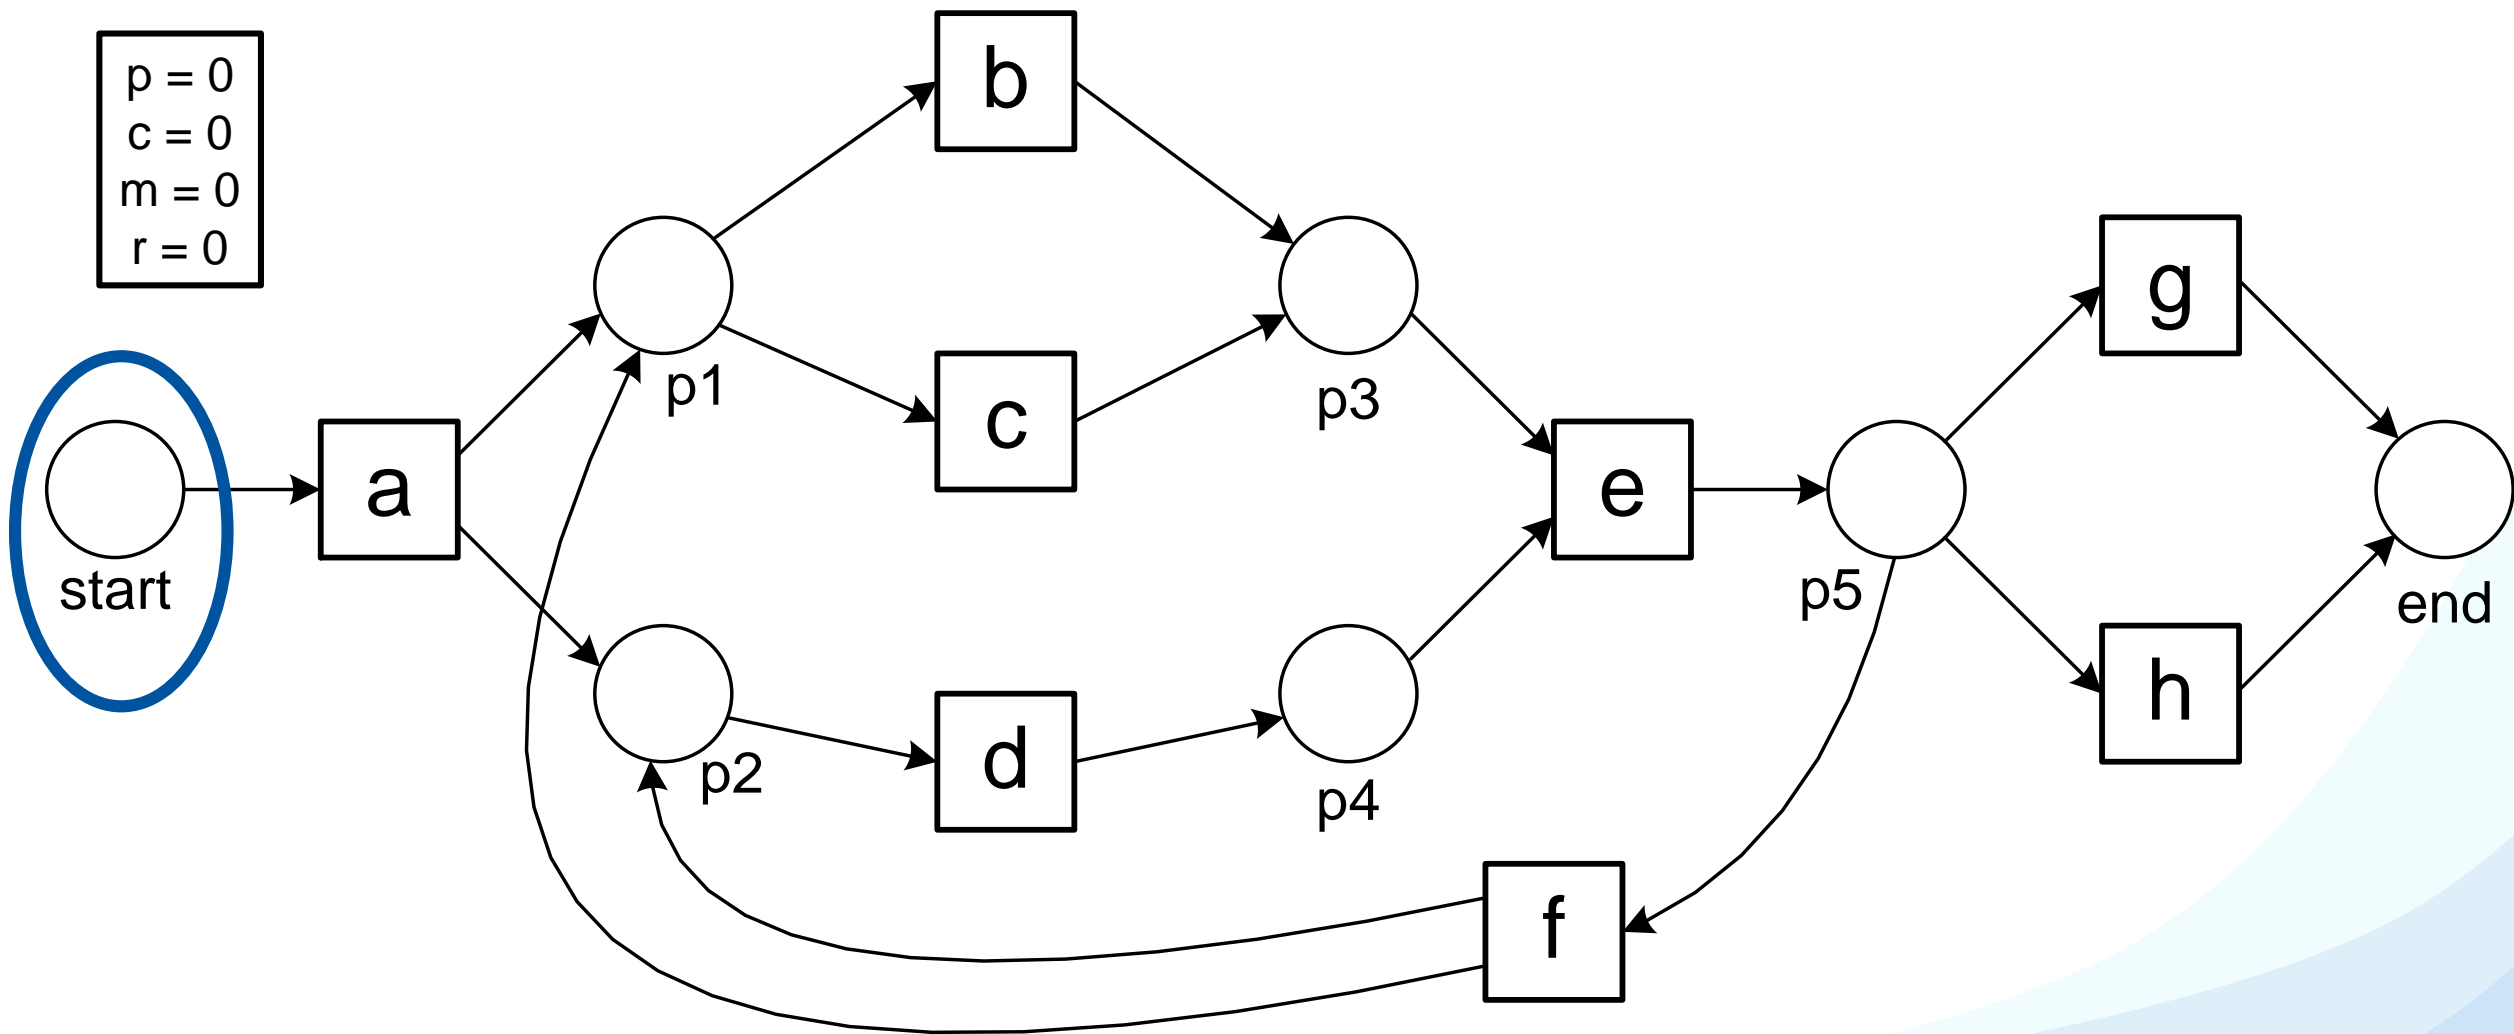 p = 0
c = 0
m = 0
r = 0
b
g
p1
c
p3
a
e
start
p5
end
p2
d
p4
h
f